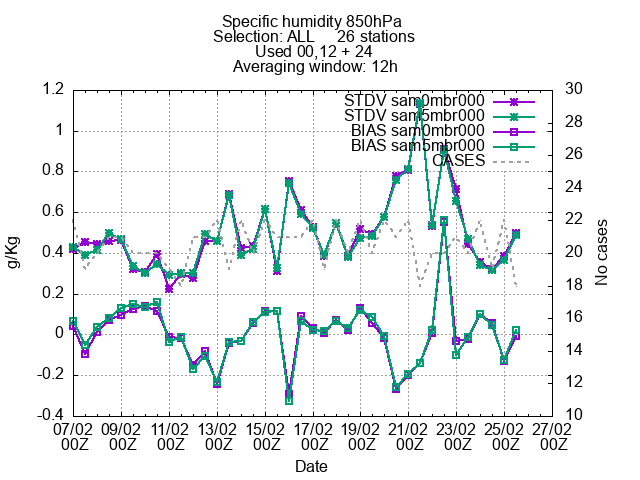 Specific humidity 850hPa
Selection: ALL 26 stations
Used 00,12 + 24
Averaging window: 12h
STDV sam0mbr000
STDV sam5mbr000
BIAS sam0mbr000
BIAS sam5mbr000
CASES
1.2
1
0.8
0.6
0.4
0.2
0
-0.2
-0.4
g/Kg
30
28
26
24
22
20
18
16
14
12
10
No cases
07/02 09/02 11/02 13/02 15/02 17/02 19/02 21/02 23/02 25/02 27/02
00Z 00Z 00Z 00Z 00Z 00Z 00Z 00Z 00Z 00Z 00Z
Date